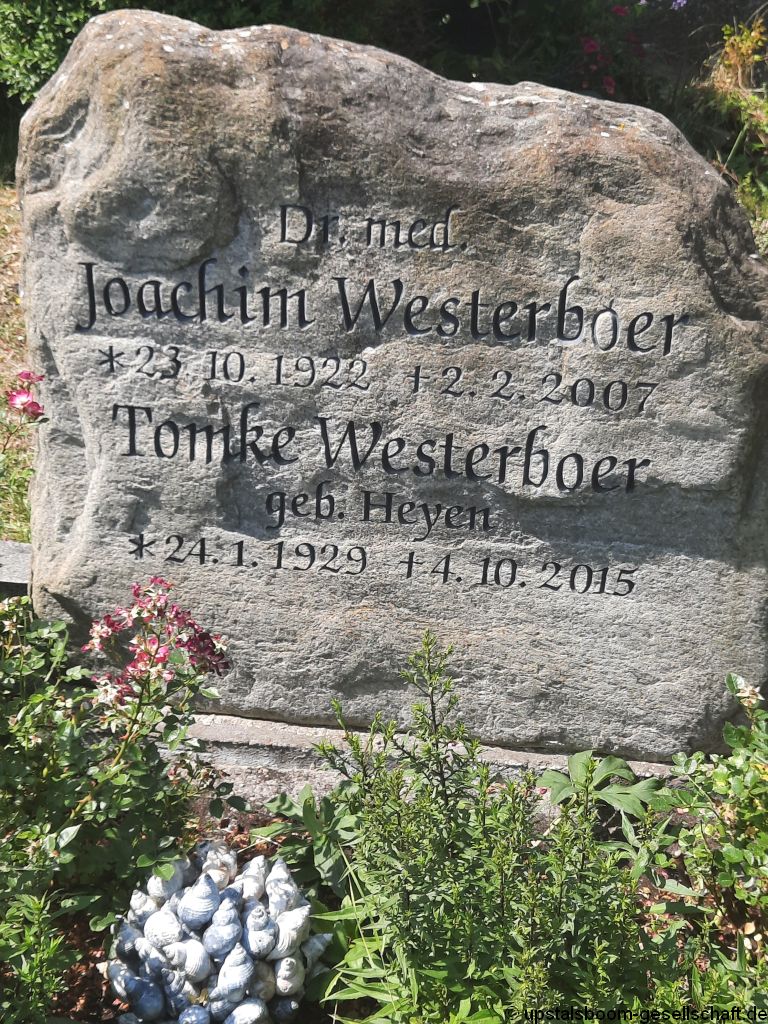 Dr. med.
Joachim Westerboer
*23. 10. 1922 +2. 2. 2007
Tomke Westerboer
geb. Heyen
*24. 1. 1929 +4. 10. 2015
© upstalsboom-gesellschaft.de